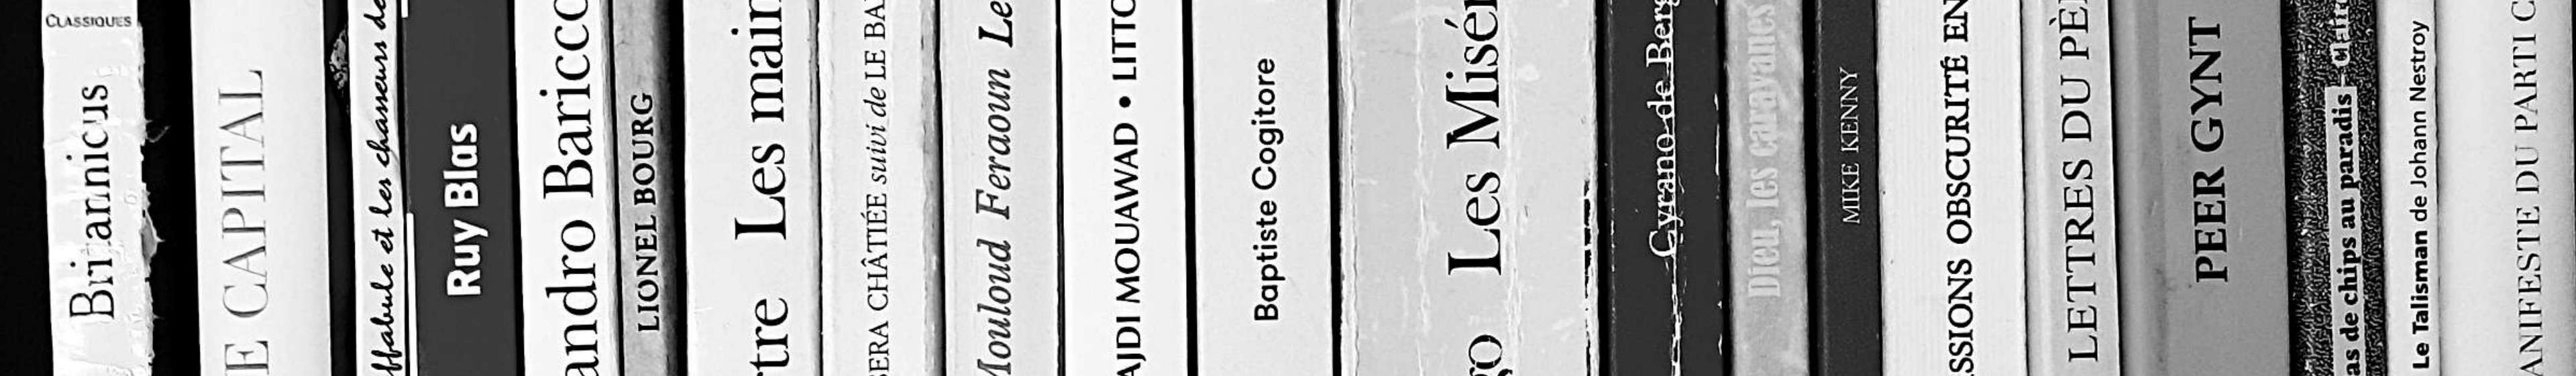 CLASSIQUES
Britannicus
E CAPITAL
ffabule et les chasseurs de
Ruy Blas
andro Baricco
LIONEL BOURG
tre Les main
SERA CHÂTIÉE suivi de LE BA
Mouloud Feraoun Le
AJDI MOUAWAD • LITTO
Baptiste Cogitore
go Les Misér
Cyrano de Berg
Dieu, les caravanes
MIKE KENNY
SSIONS OBSCURITÉ EN
LETTRES DU PÈ
PEER GYNT
as de chips au paradis -
Le Talisman de Johann Nestroy
ANIFESTE DU PARTI C